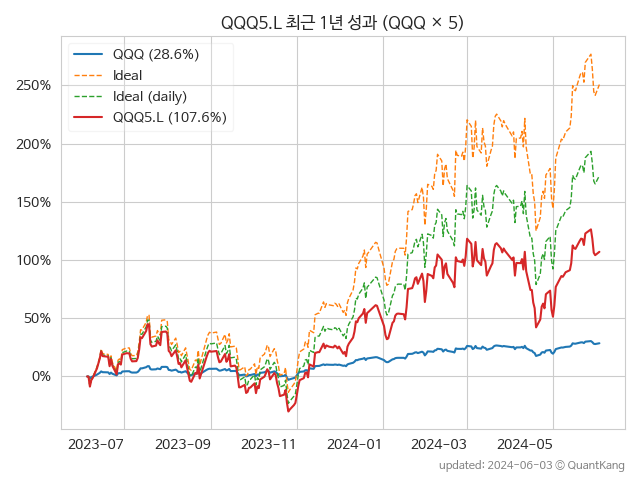 QQQ5.L 최근 1년 성과 (QQQ × 5)
QQQ (28.6%)
Ideal
Ideal (daily)
QQQ5.L (107.6%)
250%
200%
150%
100%
50%
0%
2023−07 2023−09 2023−11 2024−01 2024−03 2024−05
updated: 2024-06-03 ⓒ QuantKang